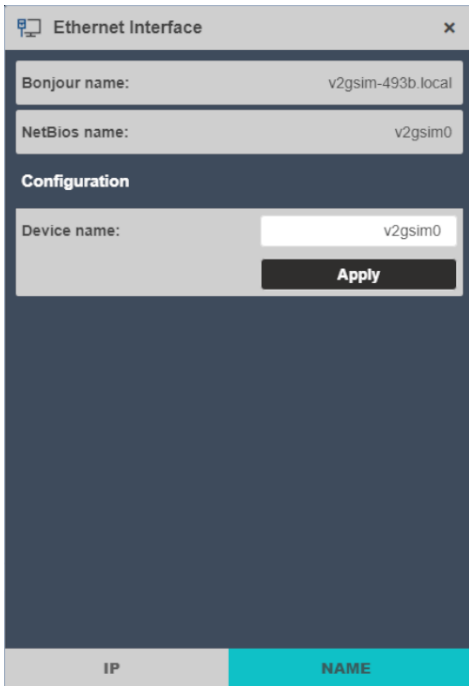 Ethernet Interface ×
Bonjour name: v2gsim-493b.local
NetBios name: v2gsim0
Configuration
Device name: v2gsim0
Apply
IP NAME